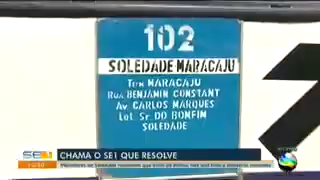 102
SOLEDADE MARACAJU
Ter. MARACAJU
Rua BENJAMIN CONSTANT
Av. CARLOS MARQUES
Lot. Sr. DO BONFIM
SOLEDADE
SE1
CHAMA O SE1 QUE RESOLVE